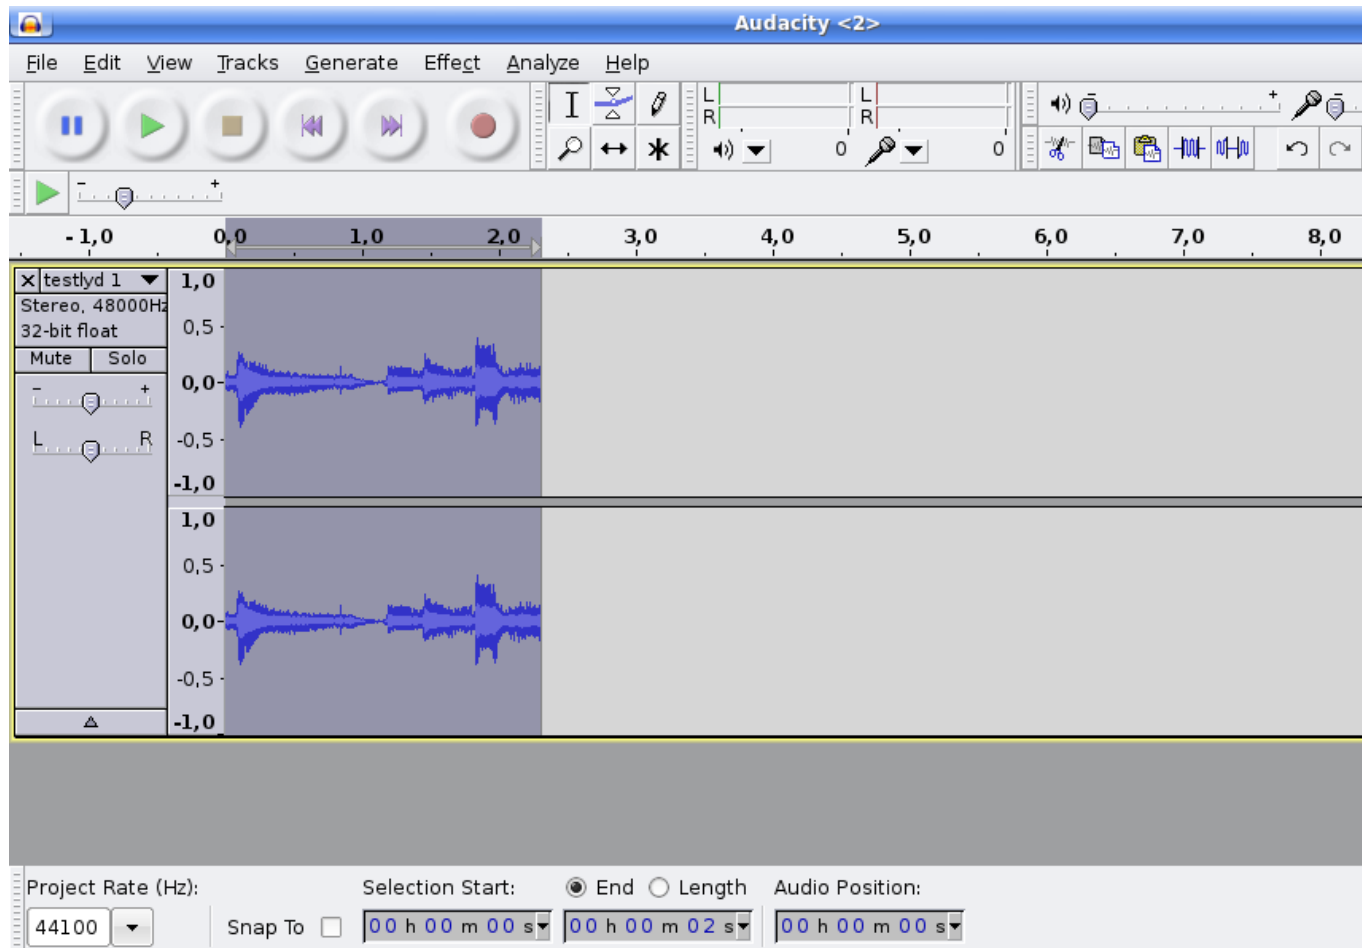 Audacity <2>
File Edit View Tracks Generate Effect Analyze Help
L
R
L
R
0
0
- +
- 1,0 0,0 1,0 2,0 3,0 4,0 5,0 6,0 7,0 8,0
testlyd 1
Stereo, 48000Hz
32-bit float
Mute Solo
- +
L R
1,0
0,5
0,0
-0,5
-1,0
1,0
0,5
0,0
-0,5
-1,0
Project Rate (Hz): Selection Start: End Length Audio Position:
44100 Snap To 00 h 00 m 00 s 00 h 00 m 02 s 00 h 00 m 00 s